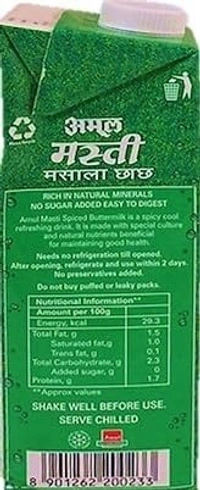 अमूल
मस्ती
मसाला छाछ
RICH IN NATURAL MINERALS
NO SUGAR ADDED EASY TO DIGEST
Amul Masti Spiced Buttermilk is a spicy cool
refreshing drink. It is made with special culture
and natural nutrients beneficial
for maintaining good health.
Needs no refrigeration till opened.
After opening, refrigerate and use within 2 days.
No preservatives added.
Do not buy puffed or leaky packs.
Nutritional Information**
Amount per 100g
Energy, kcal 29.3
Total Fat, g 1.5
Saturated fat,g 1.0
Trans fat, g 0.1
Total Carbohydrate, g 2.3
Added sugar, g 0
Protein, g 1.7
**Approx values
SHAKE WELL BEFORE USE.
SERVE CHILLED
Amul
8 901262 200233